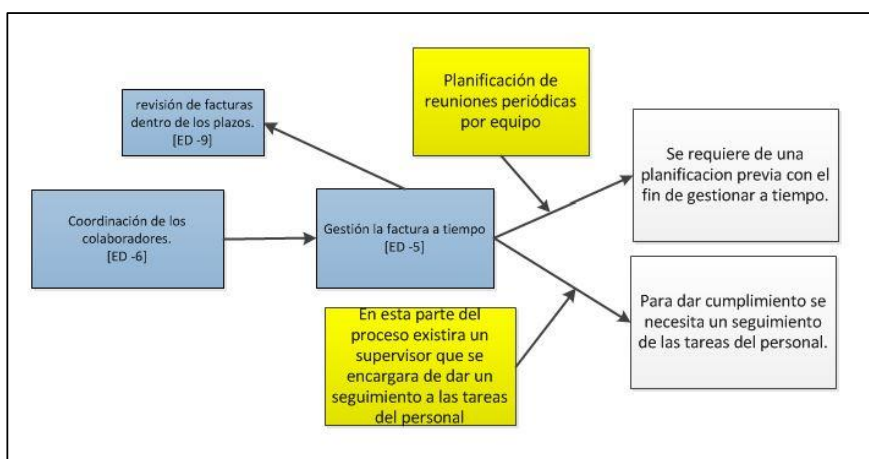 Planificación de
reuniones periódicas
por equipo
revisión de facturas
dentro de los plazos.
[ED -9]
Se requiere de una
planificacion previa con el
fin de gestionar a tiempo.
Coordinación de los
colaboradores.
[ED -6]
Gestión la factura a tiempo
[ED -5]
En esta parte del
proceso existira un
supervisor que se
encargara de dar un
seguimiento a las tareas
del personal
Para dar cumplimiento se
necesita un seguimiento
de las tareas del personal.